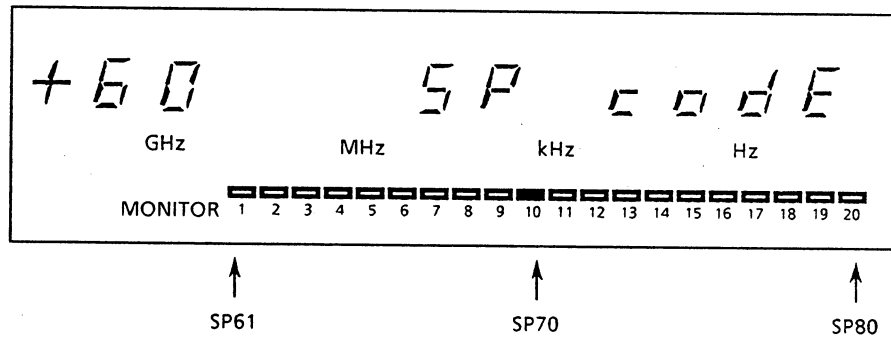 +60 SP codE
GHz MHz kHz Hz
MONITOR 1 2 3 4 5 6 7 8 9 10 11 12 13 14 15 16 17 18 19 20
SP61 SP70 SP80